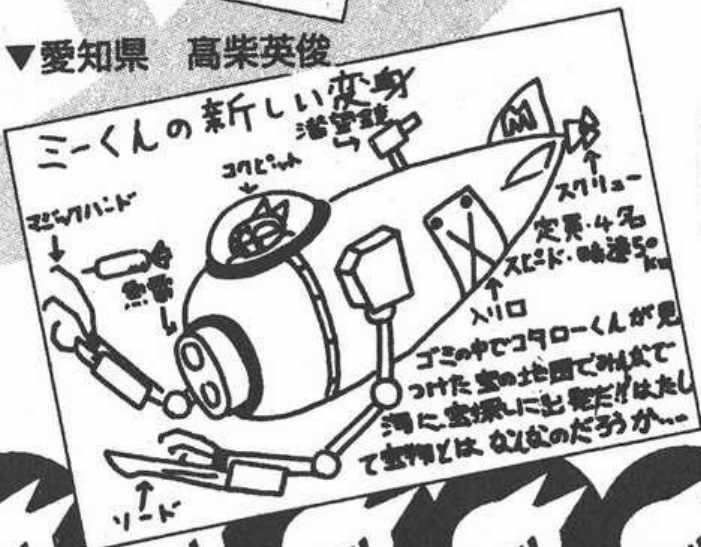 ▼愛知県 高柴英俊
ミーくんの新しい変身
潜望鏡
コクピット
マジックハンド
魚雷
M
スクリュー
定員・4名
スピード・時速50km
入り口
ソード
ゴミの中でコタローくんが見
つけた宝の地図でみんなで
海に、宝探しに出発だ!!はたし
て宝物とはなんなのだろうか…